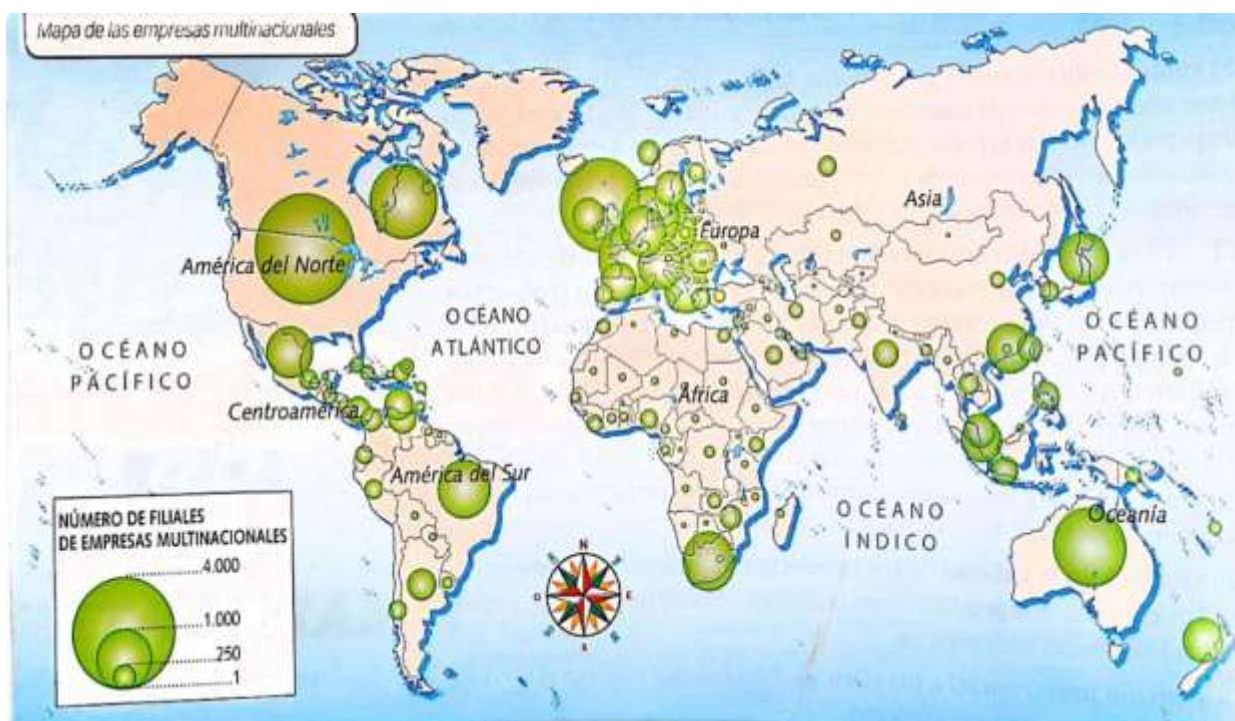 Mapa de las empresas multinacionales
Asia
Europa
América del Norte
OCÉANO
ATLÁNTICO
OCÉANO
PACÍFICO
OCÉANO
PACÍFICO
Centroamérica
África
América del Sur
OCÉANO
ÍNDICO
Oceanía
NÚMERO DE FILIALES
DE EMPRESAS MULTINACIONALES
4.000
1.000
250
1
N
O
E
S